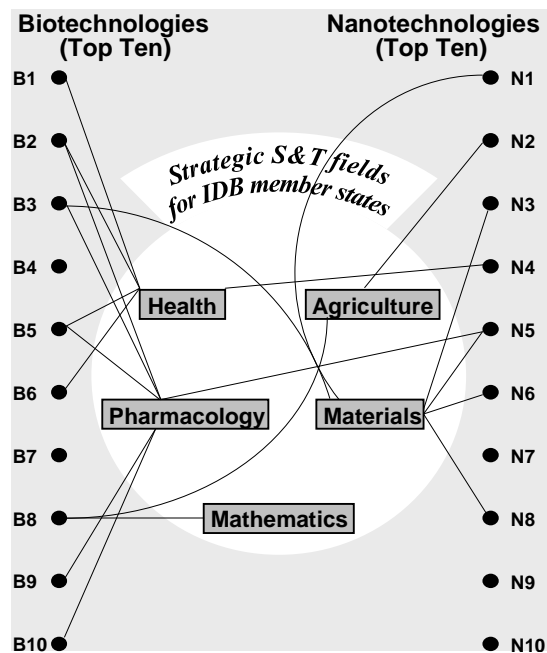 Biotechnologies
(Top Ten)
Nanotechnologies
(Top Ten)
Strategic S&T fields
for IDB member states
B1
B2
B3
B4
B5
B6
B7
B8
B9
B10
Health
Agriculture
Pharmacology
Materials
Mathematics
N1
N2
N3
N4
N5
N6
N7
N8
N9
N10